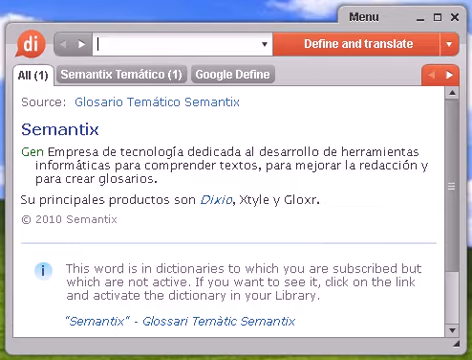 Menu
di
Define and translate
All (1) Semantix Temático (1) Google Define
Source: Glosario Temático Semantix
Semantix
Gen Empresa de tecnología dedicada al desarrollo de herramientas
informáticas para comprender textos, para mejorar la redacción y
para crear glosarios.
Su principales productos son Dixio, Xtyle y Gloxr.
© 2010 Semantix
i
This word is in dictionaries to which you are subscribed but
which are not active. If you want to see it, click on the link
and activate the dictionary in your Library.
"Semantix" - Glossari Temàtic Semantix